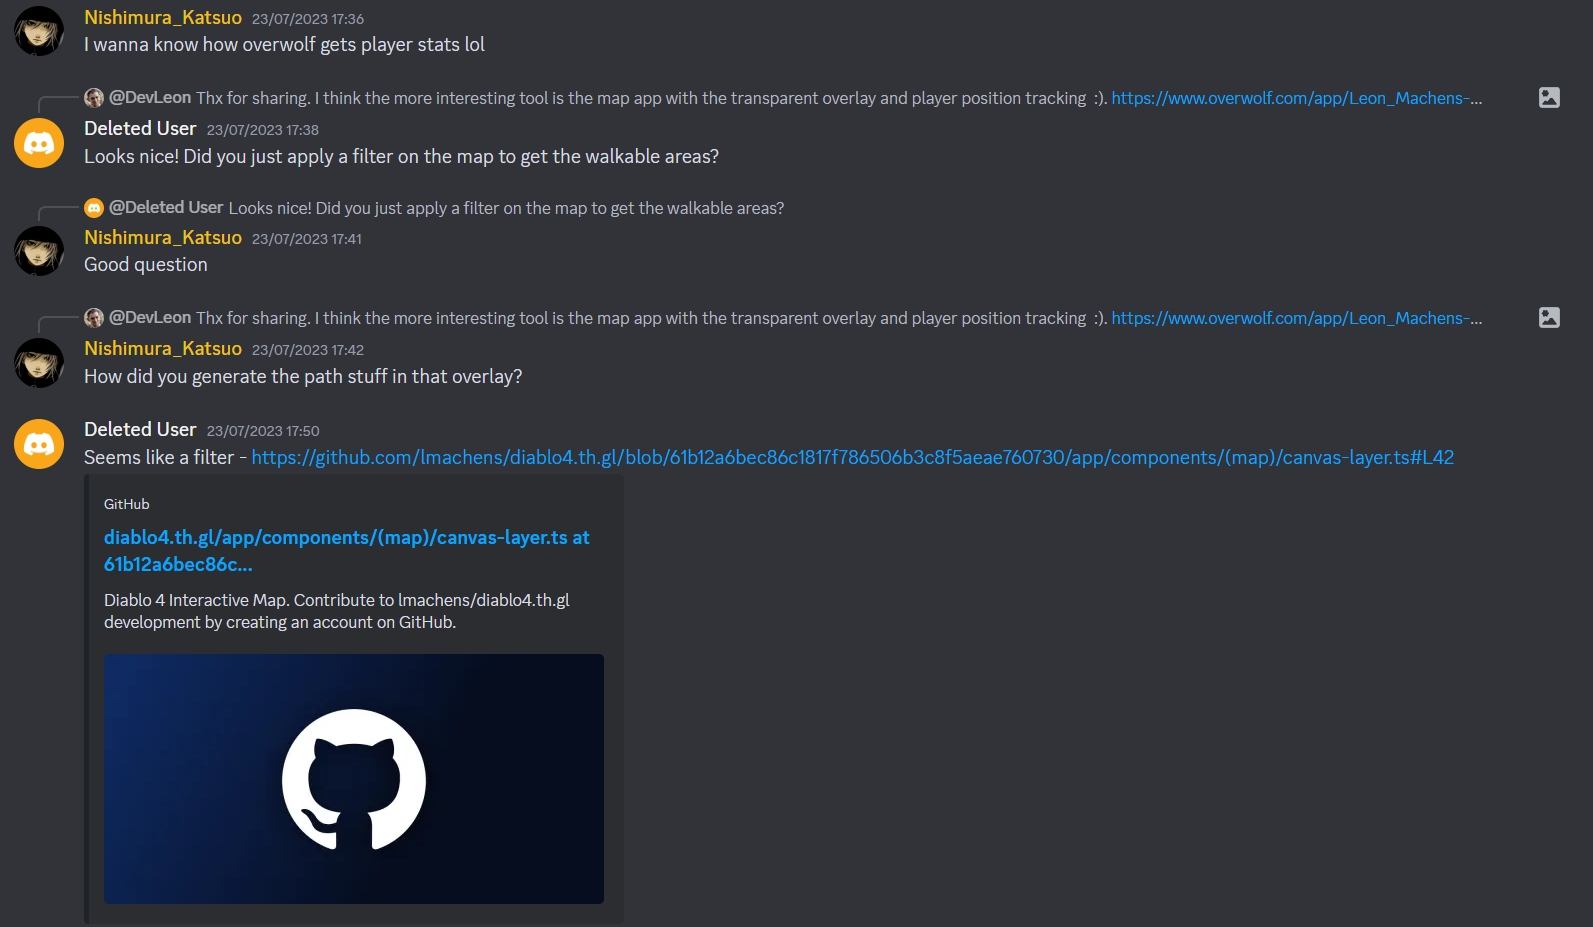 Nishimura_Katsuo 23/07/2023 17:36
I wanna know how overwolf gets player stats lol
@DevLeon Thx for sharing. I think the more interesting tool is the map app with the transparent overlay and player position tracking :). https://www.overwolf.com/app/Leon_Machens-...
Deleted User 23/07/2023 17:38
Looks nice! Did you just apply a filter on the map to get the walkable areas?
@Deleted User Looks nice! Did you just apply a filter on the map to get the walkable areas?
Nishimura_Katsuo 23/07/2023 17:41
Good question
@DevLeon Thx for sharing. I think the more interesting tool is the map app with the transparent overlay and player position tracking :). https://www.overwolf.com/app/Leon_Machens-...
Nishimura_Katsuo 23/07/2023 17:42
How did you generate the path stuff in that overlay?
Deleted User 23/07/2023 17:50
Seems like a filter - https://github.com/lmachens/diablo4.th.gl/blob/61b12a6bec86c1817f786506b3c8f5aeae760730/app/components/(map)/canvas-layer.ts#L42
GitHub
diablo4.th.gl/app/components/(map)/canvas-layer.ts at
61b12a6bec86c...
Diablo 4 Interactive Map. Contribute to lmachens/diablo4.th.gl
development by creating an account on GitHub.